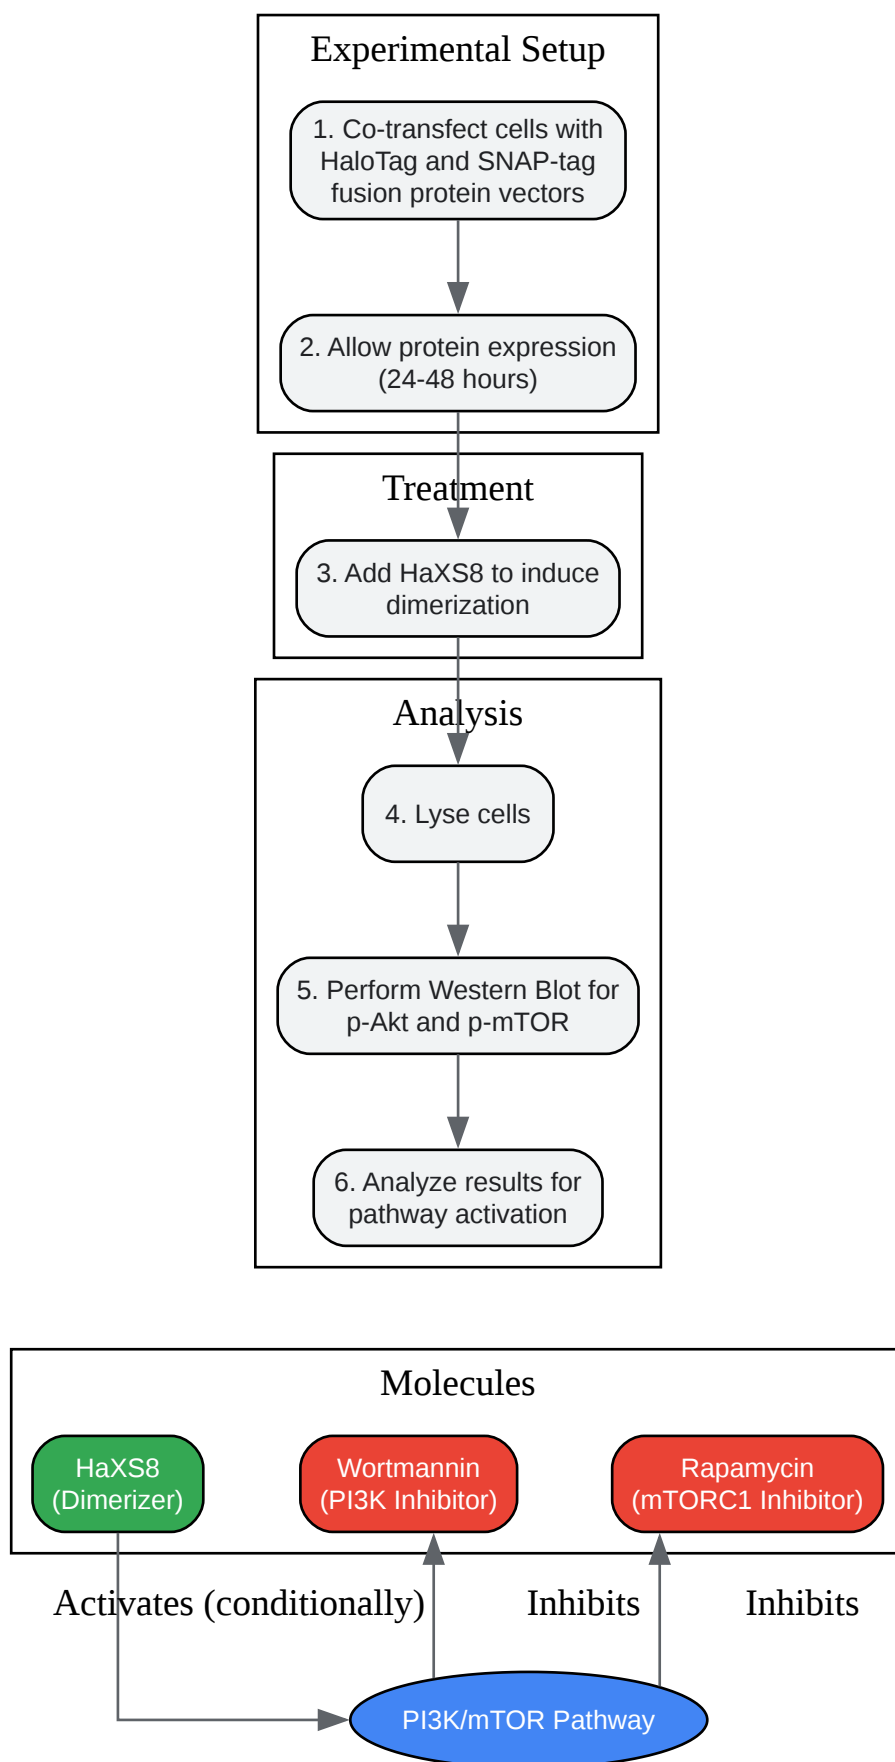 Experimental Setup
1. Co-transfect cells with
HaloTag and SNAP-tag
fusion protein vectors
2. Allow protein expression
(24-48 hours)
Treatment
3. Add HaXS8 to induce
dimerization
Analysis
4. Lyse cells
5. Perform Western Blot for
p-Akt and p-mTOR
6. Analyze results for
pathway activation
Molecules
HaXS8
(Dimerizer)
Wortmannin
(PI3K Inhibitor)
Rapamycin
(mTORC1 Inhibitor)
Activates (conditionally)
Inhibits
Inhibits
PI3K/mTOR Pathway